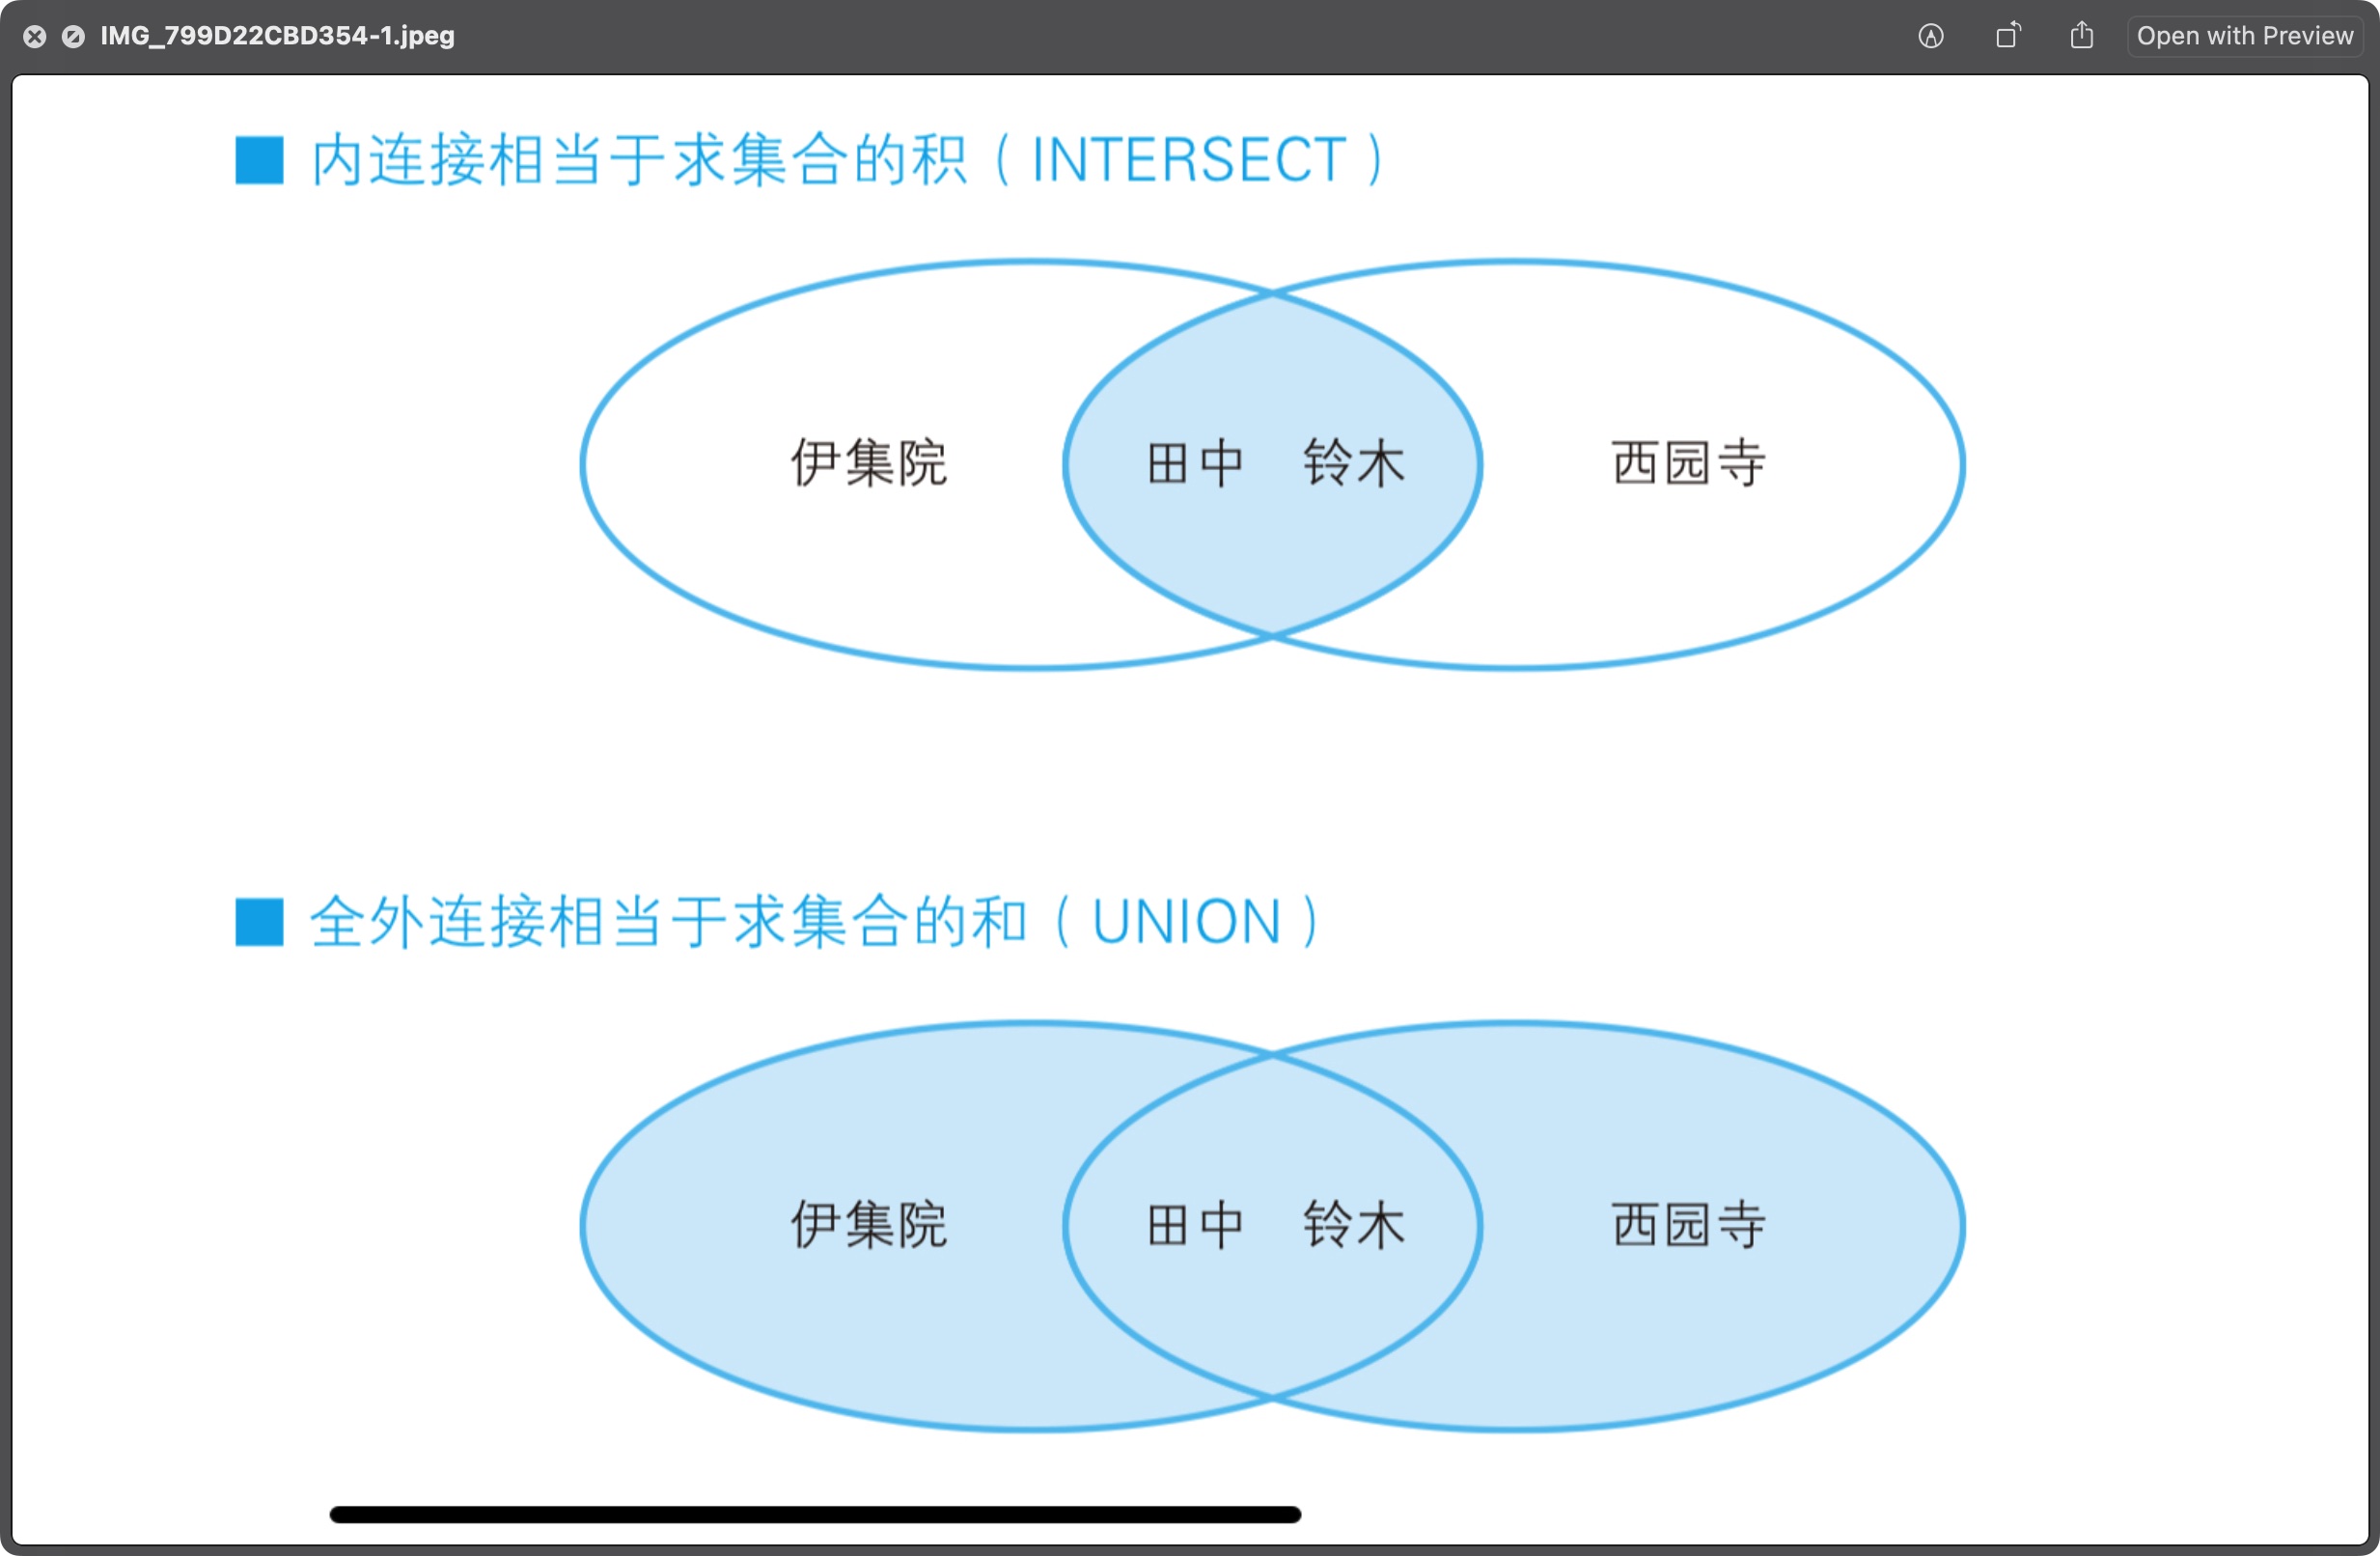 IMG_799D22CBD354-1.jpeg Open with Preview
■ 内连接相当于求集合的积（INTERSECT）
伊集院 田中 铃木 西园寺
■ 全外连接相当于求集合的和（UNION）
伊集院 田中 铃木 西园寺